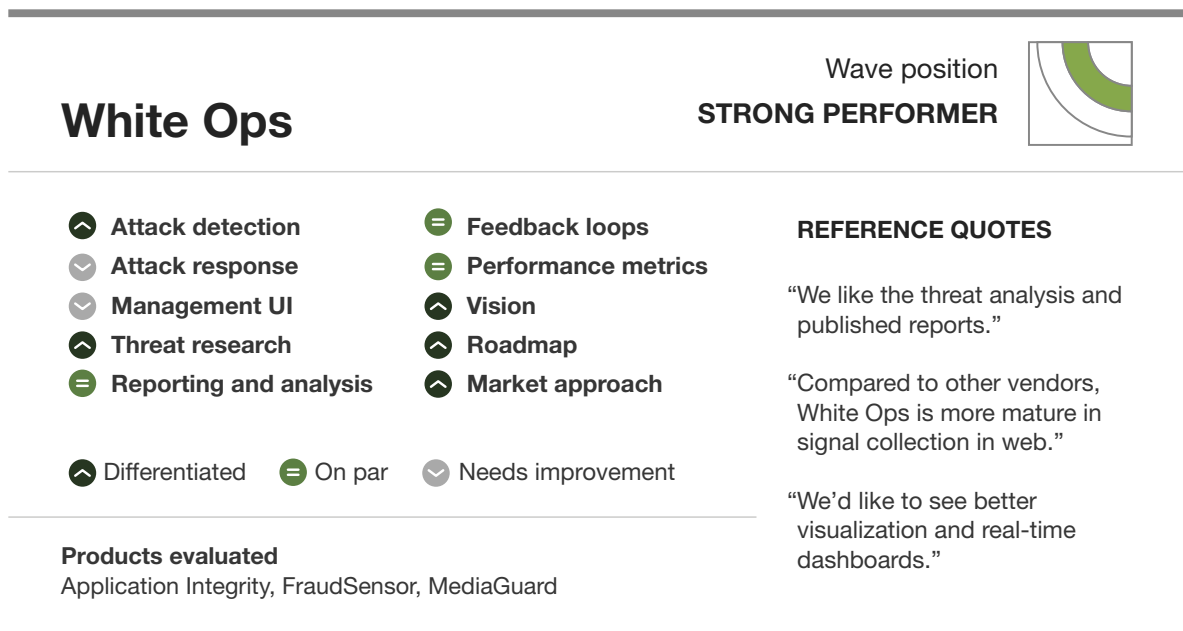 White Ops
Wave position
STRONG PERFORMER
Attack detection
Attack response
Management UI
Threat research
Reporting and analysis
Feedback loops
Performance metrics
Vision
Roadmap
Market approach
Differentiated
On par
Needs improvement
Products evaluated
Application Integrity, FraudSensor, MediaGuard
REFERENCE QUOTES
“We like the threat analysis and
published reports.”
“Compared to other vendors,
White Ops is more mature in
signal collection in web.”
“We’d like to see better
visualization and real-time
dashboards.”